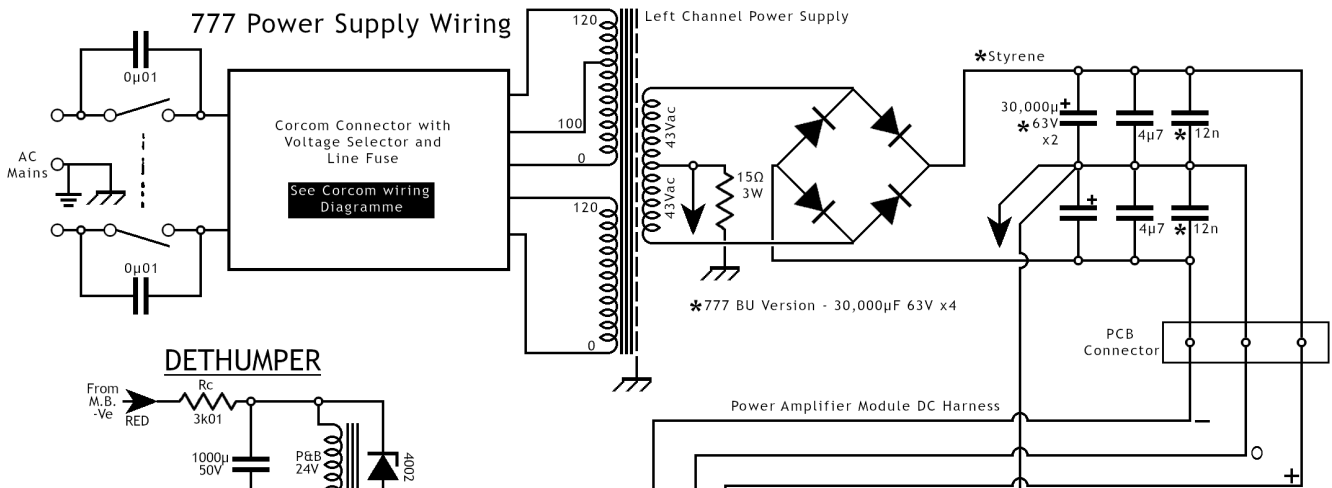 777 Power Supply Wiring
Left Channel Power Supply
120
100
0
120
0
0µ01
AC
Mains
0µ01
Corcom Connector with
Voltage Selector and
Line Fuse
See Corcom wiring
Diagramme
43Vac
43Vac
15Ω
3W
*Styrene
30,000µ
+
* 63V
x2
4µ7
* 12n
+
4µ7
* 12n
*777 BU Version - 30,000µF 63V x4
PCB
Connector
Power Amplifier Module DC Harness
−
O
+
DETHUMPER
From
M.B.
-Ve
RED
Rc
3k01
1000µ
50V
P&B
24V
4002